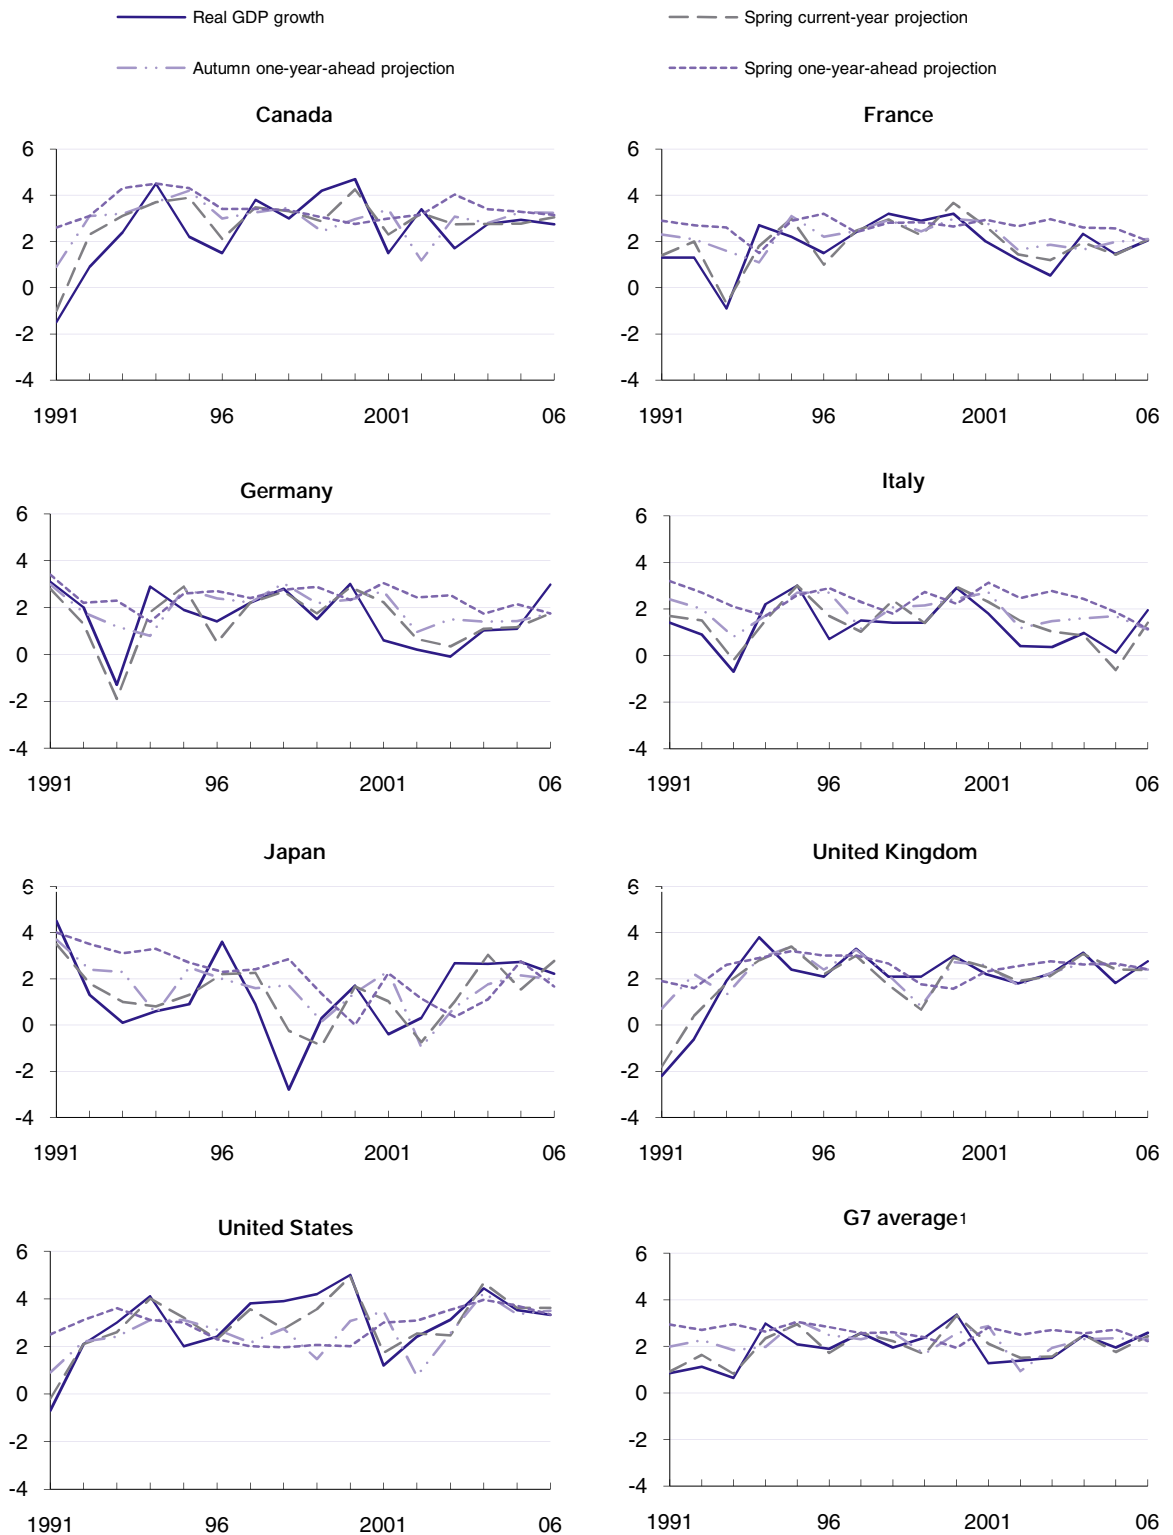 Real GDP growth
Spring current-year projection
Autumn one-year-ahead projection
Spring one-year-ahead projection
Canada
6
4
2
0
-2
-4
1991 96 2001 06
France
6
4
2
0
-2
-4
1991 96 2001 06
Germany
6
4
2
0
-2
-4
1991 96 2001 06
Italy
6
4
2
0
-2
-4
1991 96 2001 06
Japan
6
4
2
0
-2
-4
1991 96 2001 06
United Kingdom
6
4
2
0
-2
-4
1991 96 2001 06
United States
6
4
2
0
-2
-4
1991 96 2001 06
G7 average1
6
4
2
0
-2
-4
1991 96 2001 06